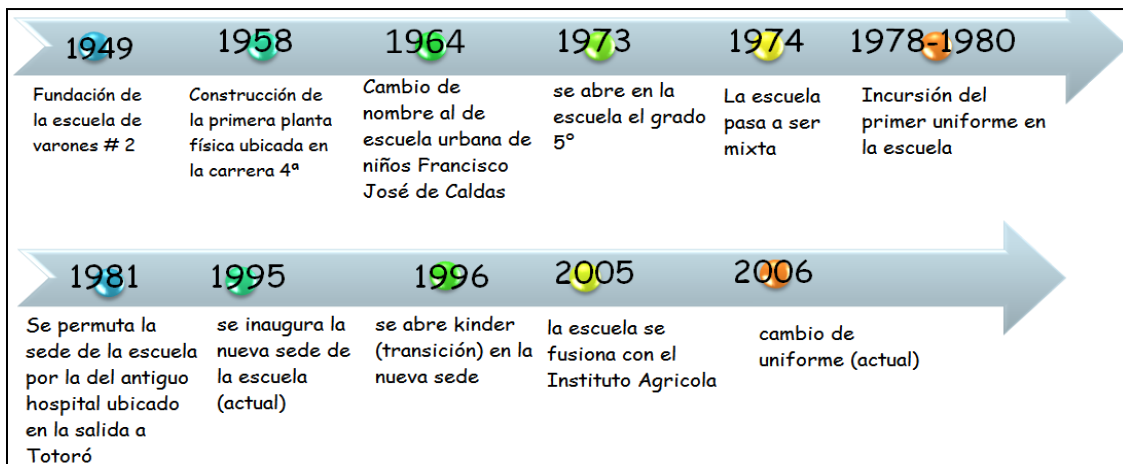 1949
1958
1964
1973
1974
1978-1980
Fundación de
la escuela de
varones # 2
Construcción de
la primera planta
física ubicada en
la carrera 4ª
Cambio de
nombre al de
escuela urbana de
niños Francisco
José de Caldas
se abre en la
escuela el grado
5°
La escuela
pasa a ser
mixta
Incursión del
primer uniforme en
la escuela
1981
1995
1996
2005
2006
Se permuta la
sede de la escuela
por la del antiguo
hospital ubicado
en la salida a
Totoró
se inaugura la
nueva sede de
la escuela
(actual)
se abre kinder
(transición) en la
nueva sede
la escuela se
fusiona con el
Instituto Agricola
cambio de
uniforme (actual)